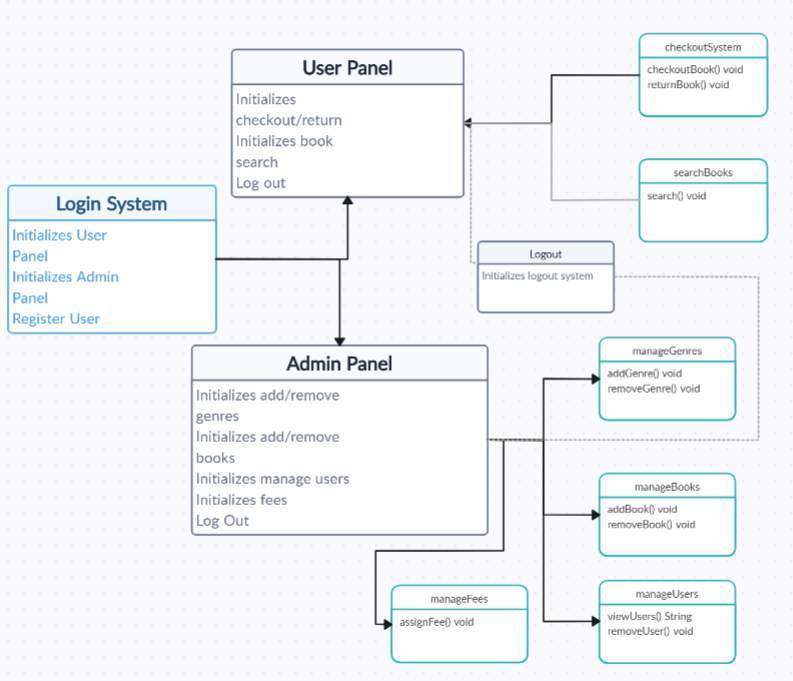 User Panel
Initializes
checkout/return
Initializes book
search
Log out
checkoutSystem
checkoutBook() void
returnBook() void
searchBooks
search() void
Login System
Initializes User
Panel
Initializes Admin
Panel
Register User
Logout
Initializes logout system
Admin Panel
Initializes add/remove
genres
Initializes add/remove
books
Initializes manage users
Initializes fees
Log Out
manageGenres
addGenre() void
removeGenre() void
manageBooks
addBook() void
removeBook() void
manageFees
assignFee() void
manageUsers
viewUsers() String
removeUser() void